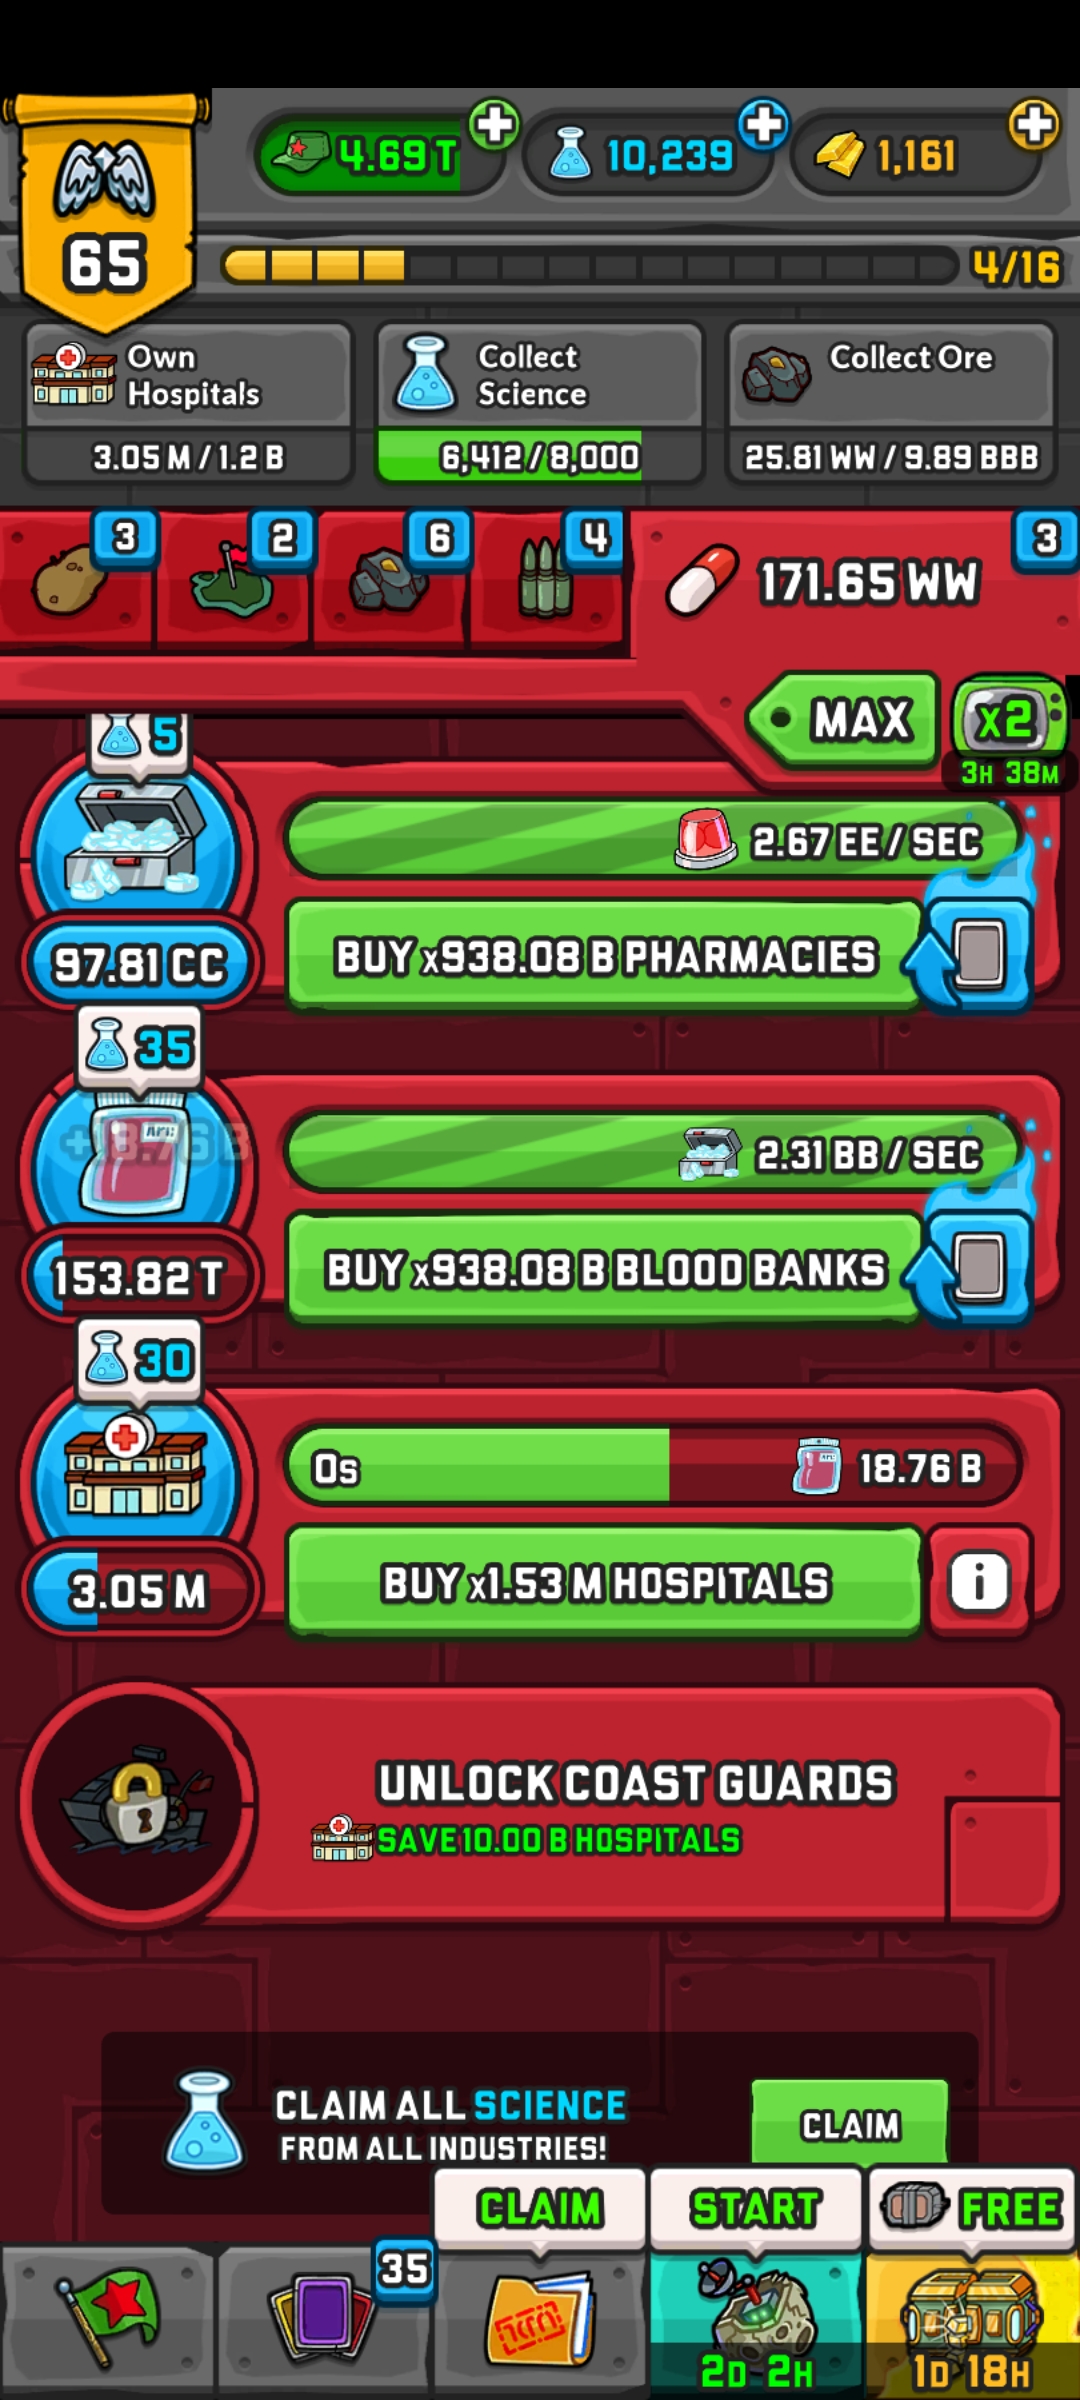 4.69 T
10,239
1,161
65
4/16
Own
Hospitals
3.05 M / 1.2 B
Collect
Science
6,412 / 8,000
Collect Ore
25.81 WW / 9.89 BBB
3
2
6
4
171.65 WW
3
MAX
x2
3H 38M
5
2.67 EE / SEC
97.81 CC
BUY x938.08 B PHARMACIES
35
+18.76 B
2.31 BB / SEC
153.82 T
BUY x938.08 B BLOOD BANKS
30
0s
18.76 B
3.05 M
BUY x1.53 M HOSPITALS
i
UNLOCK COAST GUARDS
SAVE 10.00 B HOSPITALS
CLAIM ALL SCIENCE
FROM ALL INDUSTRIES!
CLAIM
CLAIM
START
FREE
35
2D 2H
1D 18H